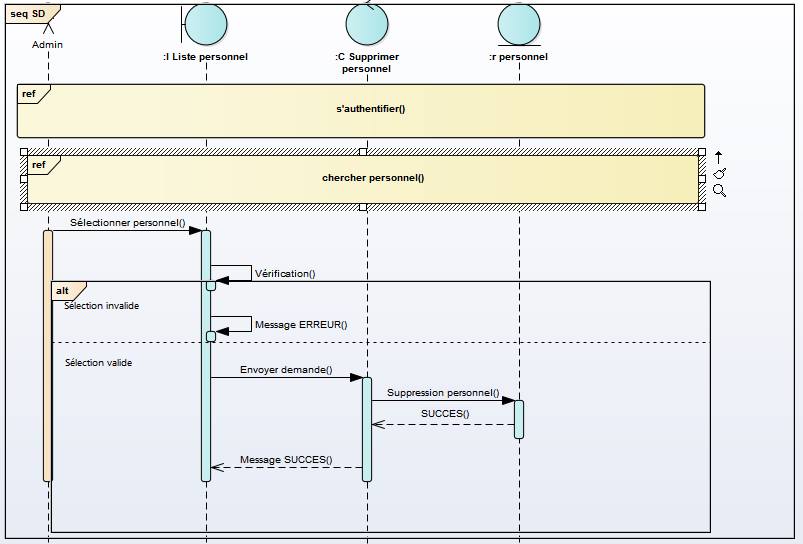 seq SD
Admin
:I Liste personnel
:C Supprimer
personnel
:r personnel
ref
s'authentifier()
ref
chercher personnel()
Sélectionner personnel()
Vérification()
alt
Sélection invalide
Message ERREUR()
Sélection valide
Envoyer demande()
Suppression personnel()
SUCCES()
Message SUCCES()